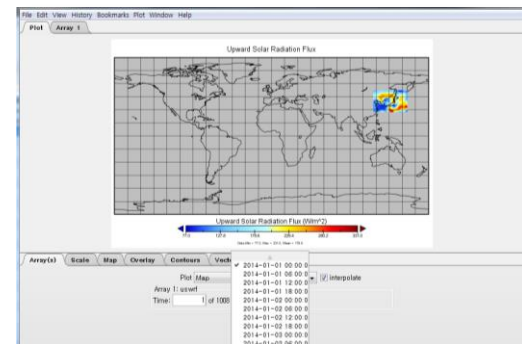 File Edit View History Bookmarks Plot Window Help
Plot Array 1
Upward Solar Radiation Flux
Upward Solar Radiation Flux (W/m^2)
Array(s) Scale Map Overlay Contours
Plot Map Interpolate
Array 1: uswrf
Time: 1 of 1000
✓ 2014-01-01 00:00:0
2014-01-01 06:00:0
2014-01-01 12:00:0
2014-01-01 18:00:0
2014-01-02 00:00:0
2014-01-02 06:00:0
2014-01-02 12:00:0
2014-01-02 18:00:0
2014-01-03 00:00:0